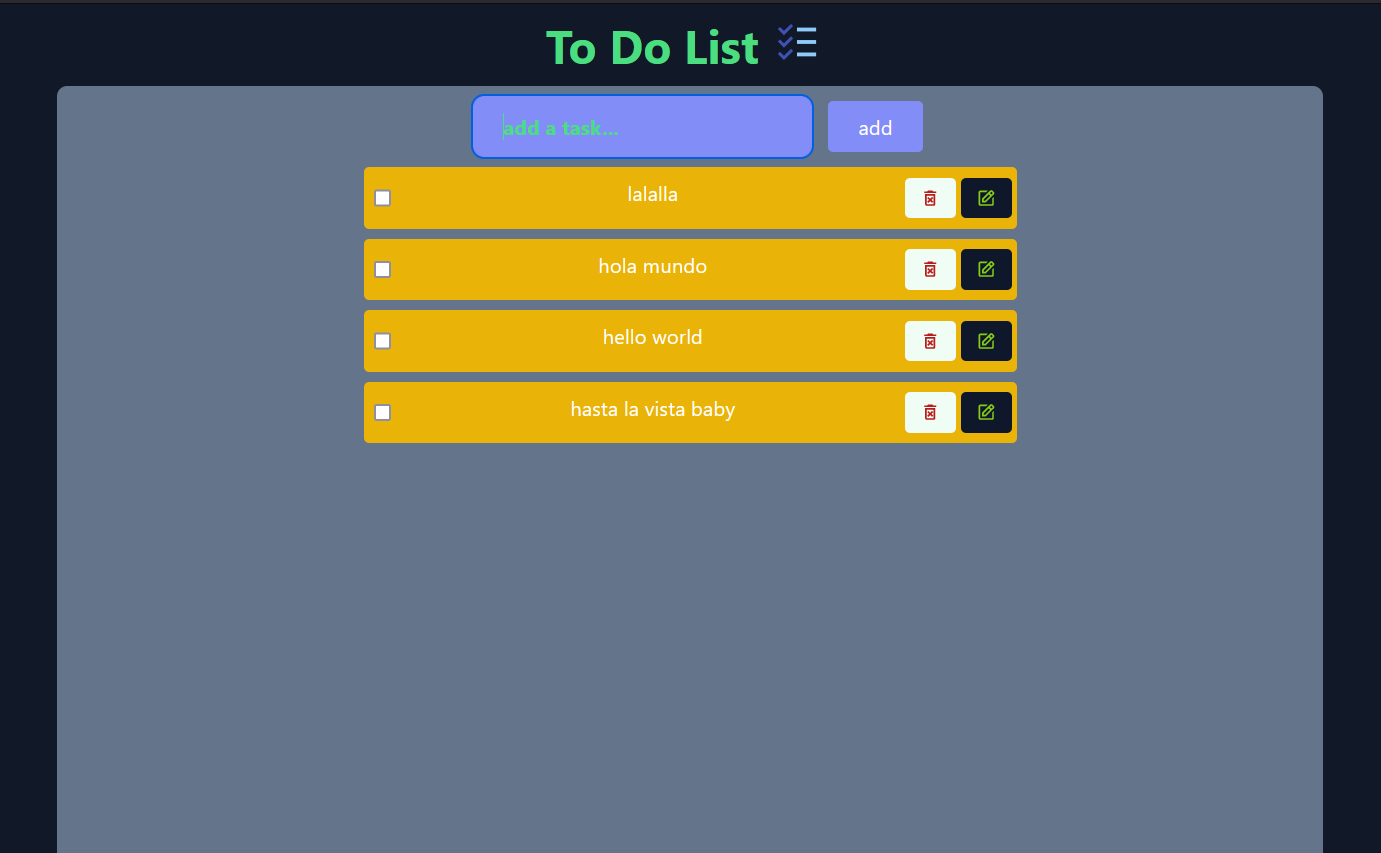 To Do List
add a task...
add
lalalla
hola mundo
hello world
hasta la vista baby